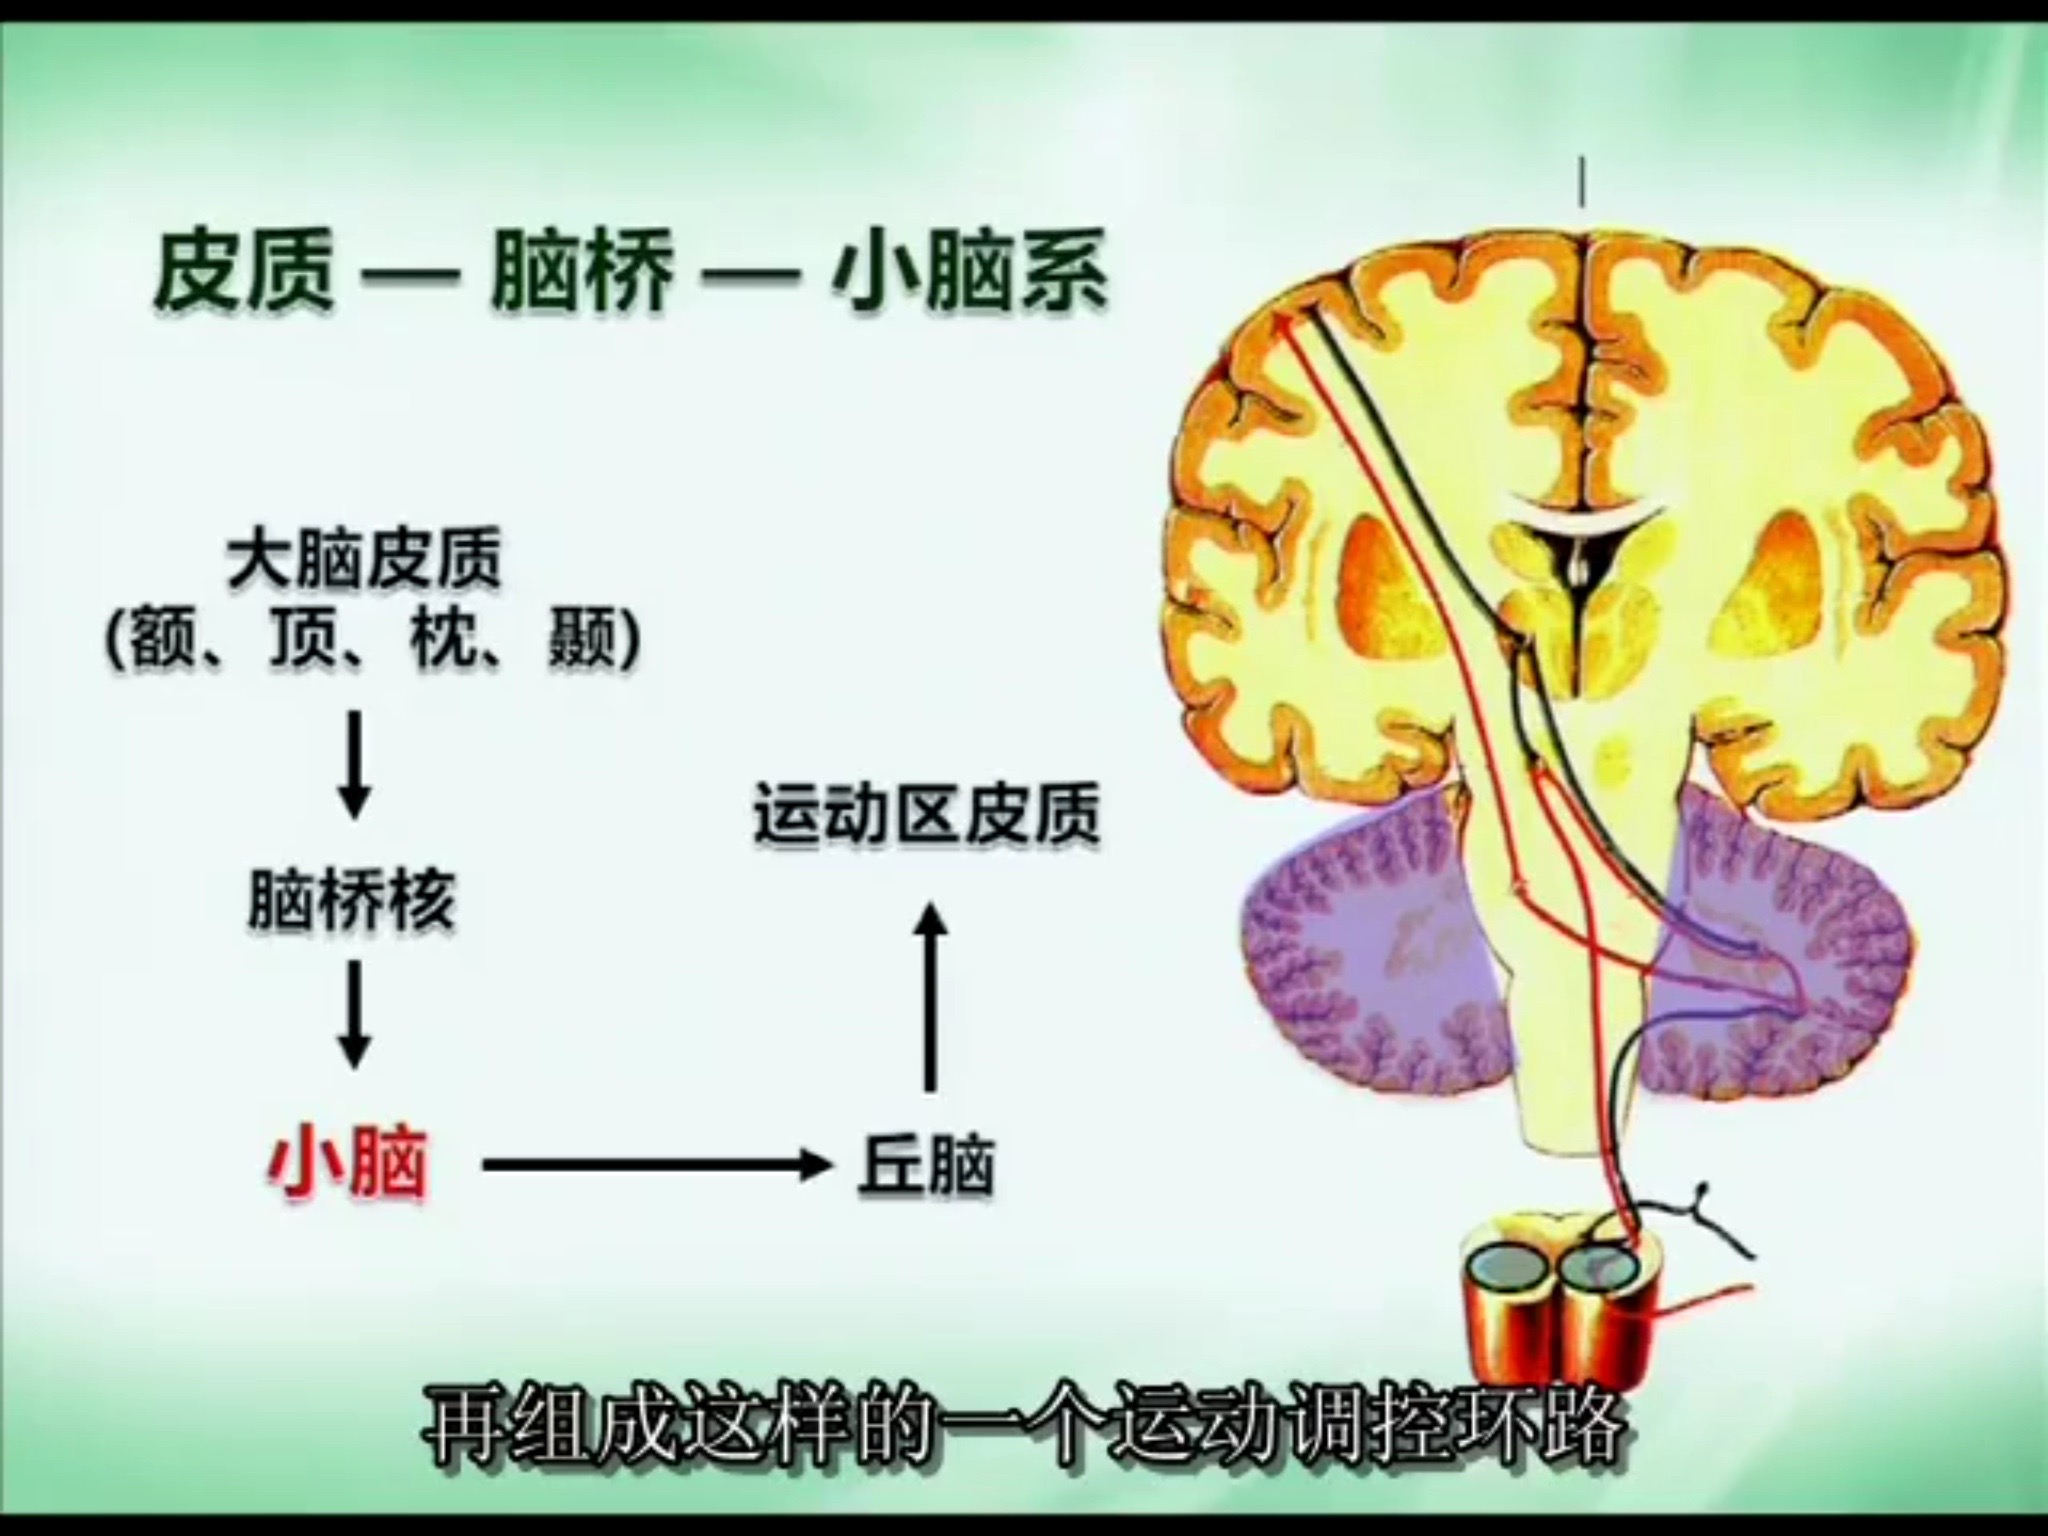 皮质 — 脑桥 — 小脑系
大脑皮质
(额、顶、枕、颞)
脑桥核
小脑
丘脑
运动区皮质
再组成这样的一个运动调控环路